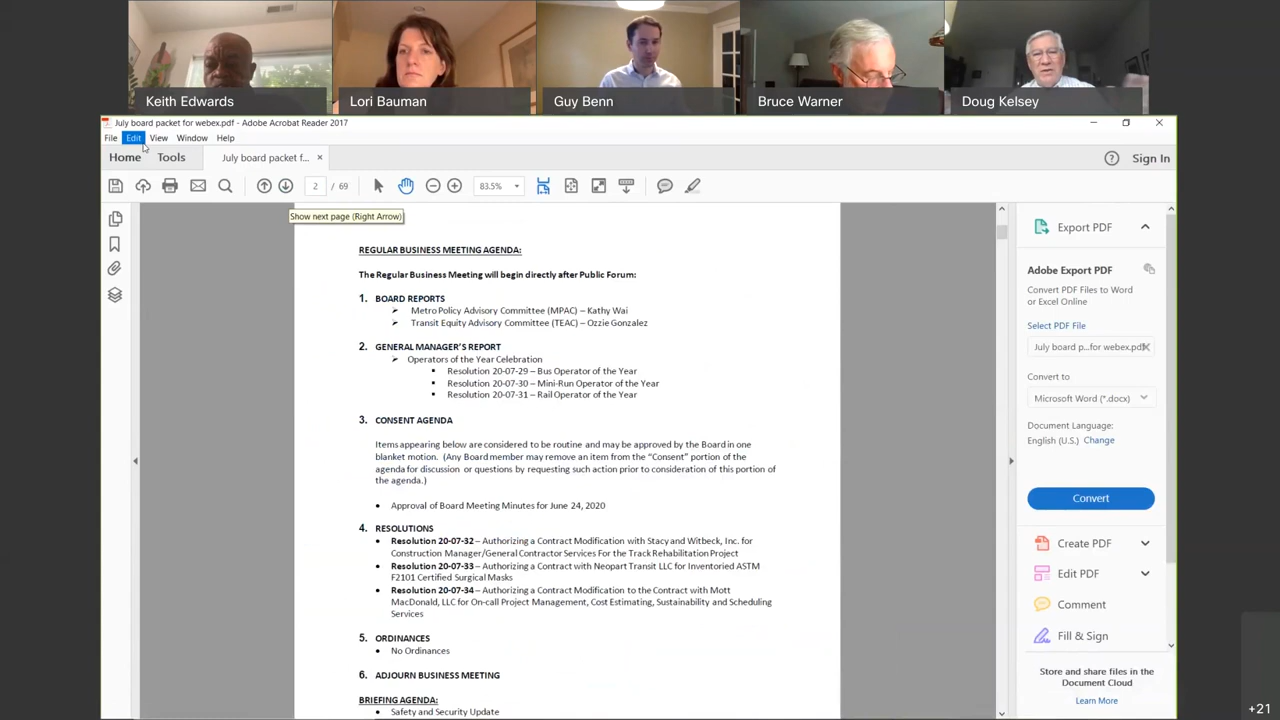 Keith Edwards
Lori Bauman
Guy Benn
Bruce Warner
Doug Kelsey
July board packet for webex.pdf - Adobe Acrobat Reader 2017
File Edit View Window Help
Home Tools July board packet f... × Sign In
2 / 69 83.5%
Show next page (Right Arrow)
REGULAR BUSINESS MEETING AGENDA:
The Regular Business Meeting will begin directly after Public Forum:
1. BOARD REPORTS
➢ Metro Policy Advisory Committee (MPAC) – Kathy Wai
➢ Transit Equity Advisory Committee (TEAC) – Ozzie Gonzalez
2. GENERAL MANAGER'S REPORT
➢ Operators of the Year Celebration
▪ Resolution 20-07-29 – Bus Operator of the Year
▪ Resolution 20-07-30 – Mini-Run Operator of the Year
▪ Resolution 20-07-31 – Rail Operator of the Year
3. CONSENT AGENDA
Items appearing below are considered to be routine and may be approved by the Board in one
blanket motion. (Any Board member may remove an item from the "Consent" portion of the
agenda for discussion or questions by requesting such action prior to consideration of this portion of
the agenda.)
• Approval of Board Meeting Minutes for June 24, 2020
4. RESOLUTIONS
• Resolution 20-07-32 – Authorizing a Contract Modification with Stacy and Witbeck, Inc. for
Construction Manager/General Contractor Services For the Track Rehabilitation Project
• Resolution 20-07-33 – Authorizing a Contract with Neopart Transit LLC for Inventoried ASTM
F2101 Certified Surgical Masks
• Resolution 20-07-34 – Authorizing a Contract Modification to the Contract with Mott
MacDonald, LLC for On-call Project Management, Cost Estimating, Sustainability and Scheduling
Services
5. ORDINANCES
• No Ordinances
6. ADJOURN BUSINESS MEETING
BRIEFING AGENDA:
• Safety and Security Update
Export PDF
Adobe Export PDF
Convert PDF Files to Word
or Excel Online
Select PDF File
July board p...for webex.pdf
Convert to
Microsoft Word (*.docx)
Document Language:
English (U.S.) Change
Convert
Create PDF
Edit PDF
Comment
Fill & Sign
Store and share files in the
Document Cloud
Learn More
+21